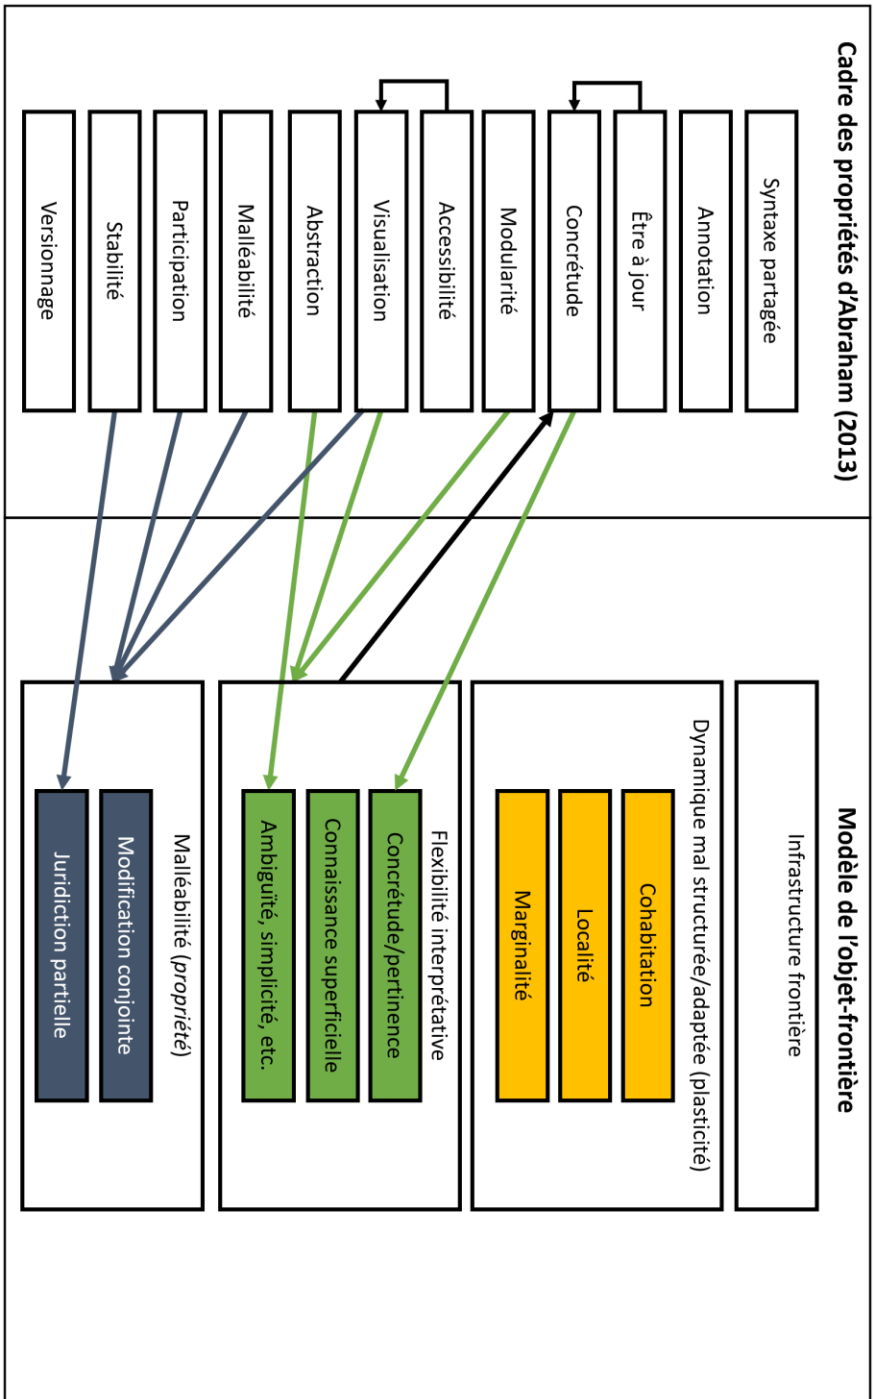 Cadre des propriétés d’Abraham (2013)
Syntaxe partagée
Annotation
Être à jour
Concrétude
Modularité
Accessibilité
Visualisation
Abstraction
Malléabilité
Participation
Stabilité
Versionnage
Modèle de l’objet-frontière
Infrastructure frontière
Dynamique mal structurée/adaptée (plasticité)
Cohabitation
Localité
Marginalité
Flexibilité interprétative
Concrétude/pertinence
Connaissance superficielle
Ambiguïté, simplicité, etc.
Malléabilité (propriété)
Modification conjointe
Juridiction partielle